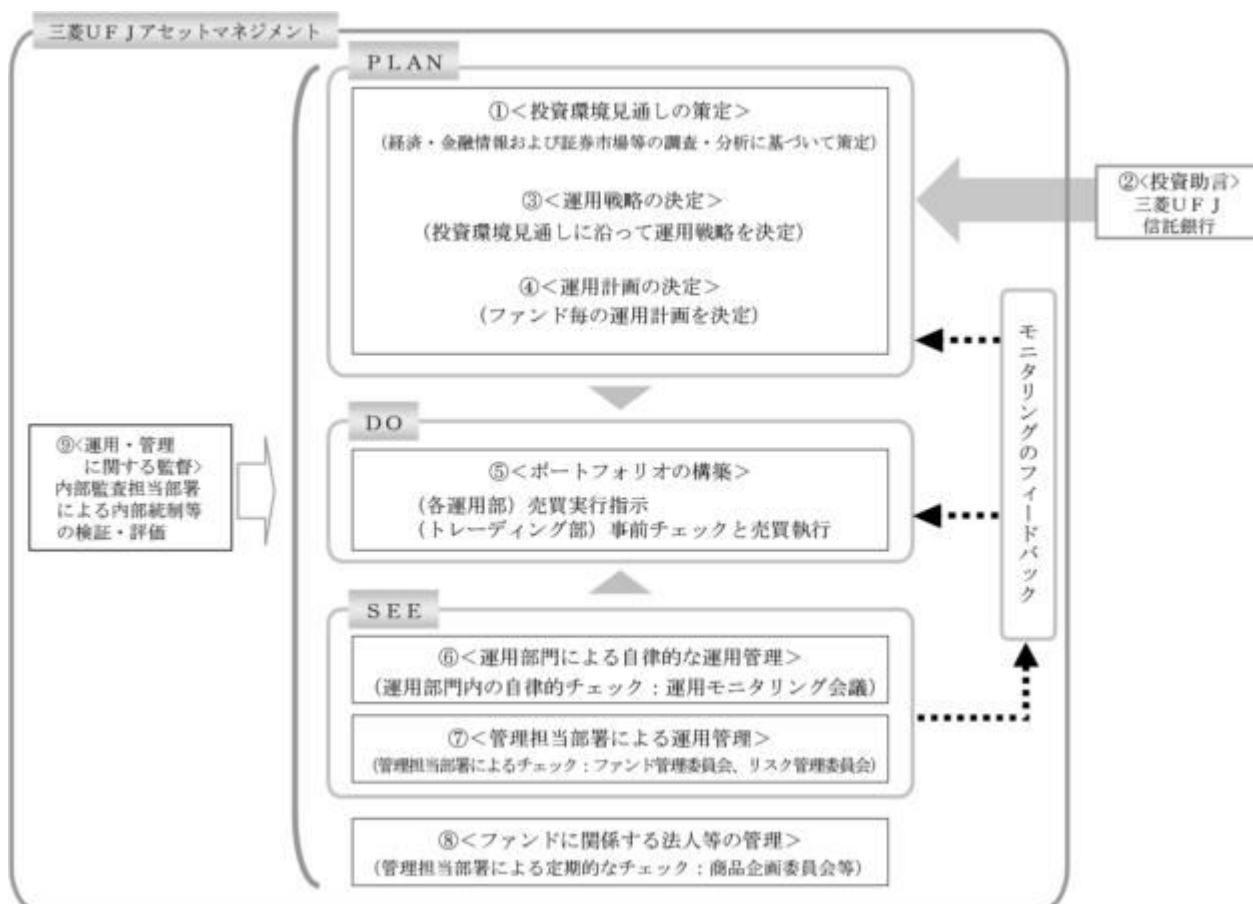 三菱ＵＦＪアセットマネジメント
ＰＬＡＮ
①＜投資環境見通しの策定＞
(経済・金融情報および証券市場等の調査・分析に基づいて策定)
②<投資助言>
三菱ＵＦＪ
信託銀行
③＜運用戦略の決定＞
(投資環境見通しに沿って運用戦略を決定)
④＜運用計画の決定＞
(ファンド毎の運用計画を決定)
モニタリングのフィードバック
ＤＯ
⑤＜ポートフォリオの構築＞
(各運用部）売買実行指示
(トレーディング部）事前チェックと売買執行
⑨<運用・管理
に関する監督>
内部監査担当部署
による内部統制等
の検証・評価
ＳＥＥ
⑥＜運用部門による自律的な運用管理＞
(運用部門内の自律的チェック：運用モニタリング会議)
⑦＜管理担当部署による運用管理＞
(管理担当部署によるチェック：ファンド管理委員会、リスク管理委員会)
⑧＜ファンドに関係する法人等の管理＞
(管理担当部署による定期的なチェック：商品企画委員会等)